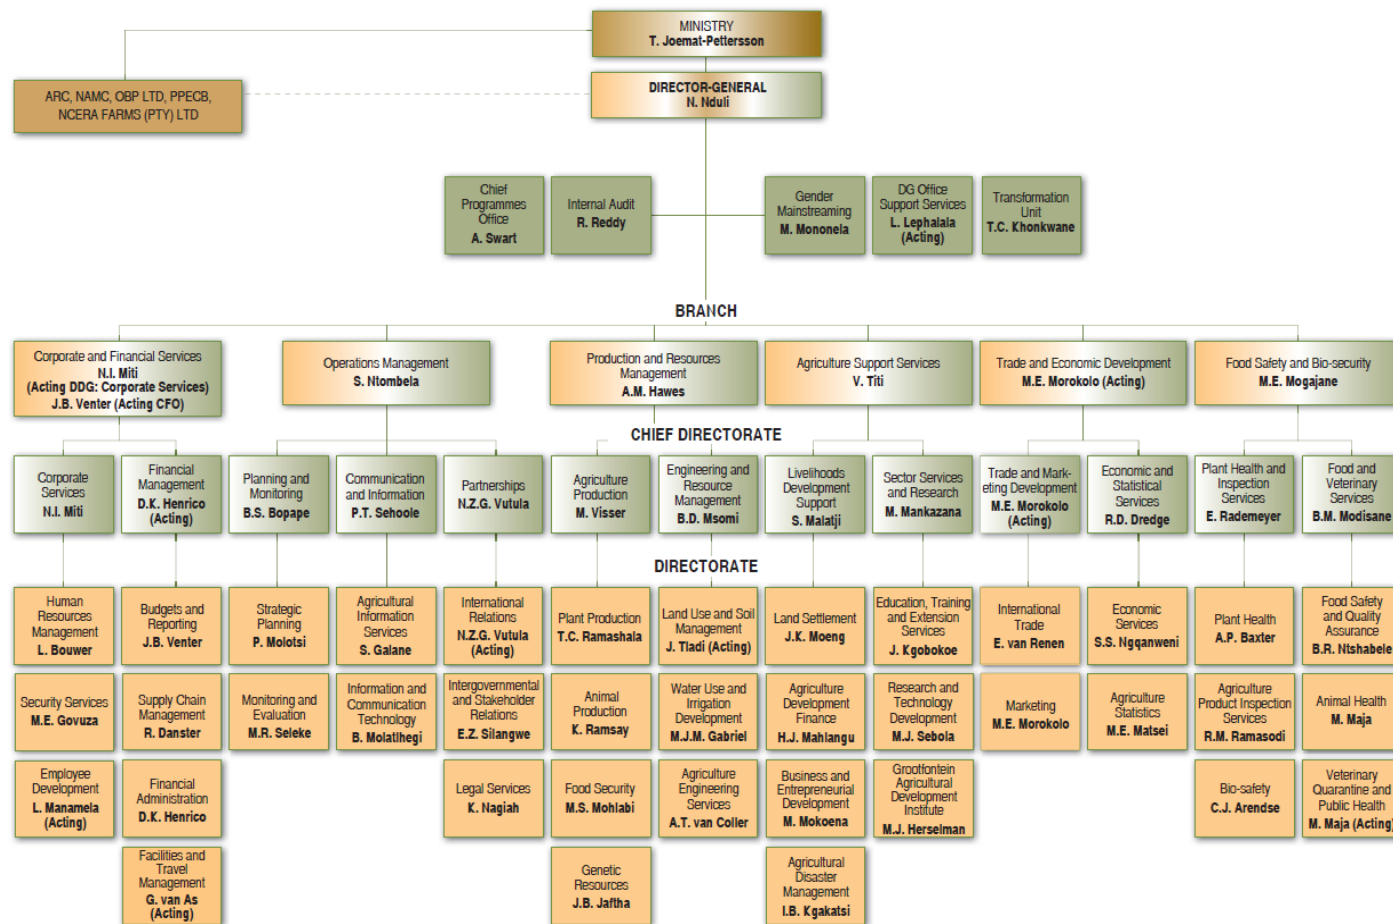 MINISTRY
T. Joemat-Pettersson
ARC, NAMC, OBP LTD, PPECB,
NCERA FARMS (PTY) LTD
DIRECTOR-GENERAL
N. Nduli
Chief
Programmes
Office
A. Swart
Internal Audit
R. Reddy
Gender
Mainstreaming
M. Mononela
DG Office
Support Services
L. Lephalala
(Acting)
Transformation
Unit
T.C. Khonkwane
BRANCH
Corporate and Financial Services
N.I. Miti
(Acting DDG: Corporate Services)
J.B. Venter (Acting CFO)
Operations Management
S. Ntombela
Production and Resources
Management
A.M. Hawes
Agriculture Support Services
V. Titi
Trade and Economic Development
M.E. Morokolo (Acting)
Food Safety and Bio-security
M.E. Mogajane
CHIEF DIRECTORATE
Corporate
Services
N.I. Miti
Financial
Management
D.K. Henrico
(Acting)
Planning and
Monitoring
B.S. Bopape
Communication
and Information
P.T. Sehoole
Partnerships
N.Z.G. Vutula
Agriculture
Production
M. Visser
Engineering and
Resource
Management
B.D. Msomi
Livelihoods
Development
Support
S. Malatji
Sector Services
and Research
M. Mankazana
Trade and Mark-
eting Development
M.E. Morokolo
(Acting)
Economic and
Statistical
Services
R.D. Dredge
Plant Health and
Inspection
Services
E. Rademeyer
Food and
Veterinary
Services
B.M. Modisane
DIRECTORATE
Human
Resources
Management
L. Bouwer
Budgets and
Reporting
J.B. Venter
Strategic
Planning
P. Molotsi
Agricultural
Information
Services
S. Galane
International
Relations
N.Z.G. Vutula
(Acting)
Plant Production
T.C. Ramashala
Land Use and Soil
Management
J. Tladi (Acting)
Land Settlement
J.K. Moeng
Education, Training
and Extension
Services
J. Kgobokoe
International
Trade
E. van Renen
Economic
Services
S.S. Ngqanweni
Plant Health
A.P. Baxter
Food Safety
and Quality
Assurance
B.R. Ntshabele
Security Services
M.E. Govuza
Supply Chain
Management
R. Danster
Monitoring and
Evaluation
M.R. Seleke
Information and
Communication
Technology
B. Molatlhegi
Intergovernmental
and Stakeholder
Relations
E.Z. Silangwe
Animal
Production
K. Ramsay
Water Use and
Irrigation
Development
M.J.M. Gabriel
Agriculture
Development
Finance
H.J. Mahlangu
Research and
Technology
Development
M.J. Sebola
Marketing
M.E. Morokolo
Agriculture
Statistics
M.E. Matsei
Agriculture
Product Inspection
Services
R.M. Ramasodi
Animal Health
M. Maja
Employee
Development
L. Manamela
(Acting)
Financial
Administration
D.K. Henrico
Legal Services
K. Nagiah
Food Security
M.S. Mohlabi
Agriculture
Engineering
Services
A.T. van Coller
Business and
Entrepreneurial
Development
M. Mokoena
Grootfontein
Agricultural
Development
Institute
M.J. Herselman
Bio-safety
C.J. Arendse
Veterinary
Quarantine and
Public Health
M. Maja (Acting)
Facilities and
Travel
Management
G. van As
(Acting)
Genetic
Resources
J.B. Jaftha
Agricultural
Disaster
Management
I.B. Kgakatsi